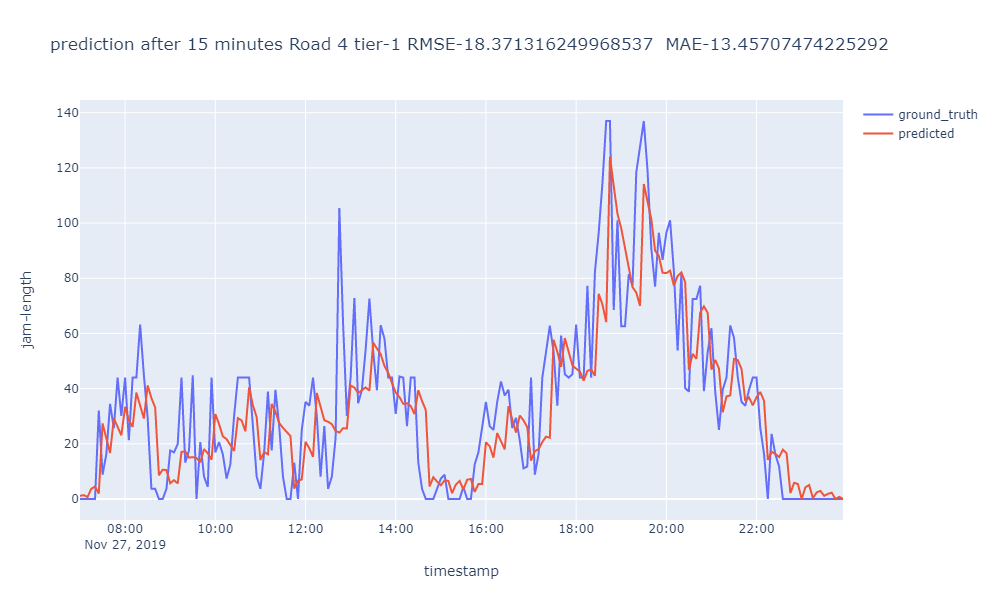 prediction after 15 minutes Road 4 tier-1 RMSE-18.371316249968537  MAE-13.45707474225292
ground_truth
predicted
140
120
100
80
60
40
20
0
jam-length
08:00 10:00 12:00 14:00 16:00 18:00 20:00 22:00
Nov 27, 2019
timestamp